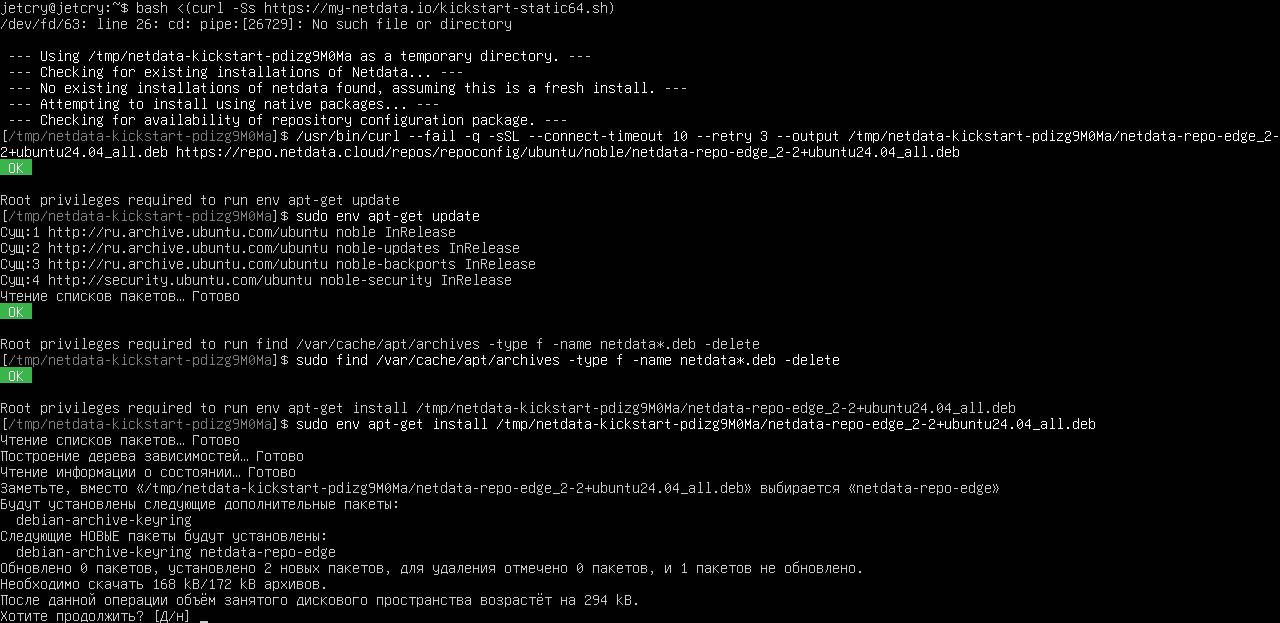 jetcry@jetcry:~$ bash <(curl -Ss https://my-netdata.io/kickstart-static64.sh)
/dev/fd/63: line 26: cd: pipe:[26729]: No such file or directory
--- Using /tmp/netdata-kickstart-pdizg9M0Ma as a temporary directory. ---
--- Checking for existing installations of Netdata... ---
--- No existing installations of netdata found, assuming this is a fresh install. ---
--- Attempting to install using native packages... ---
--- Checking for availability of repository configuration package. ---
[/tmp/netdata-kickstart-pdizg9M0Ma]$ /usr/bin/curl --fail -q -sSL --connect-timeout 10 --retry 3 --output /tmp/netdata-kickstart-pdizg9M0Ma/netdata-repo-edge_2-
2+ubuntu24.04_all.deb https://repo.netdata.cloud/repos/repoconfig/ubuntu/noble/netdata-repo-edge_2-2+ubuntu24.04_all.deb
OK
Root privileges required to run env apt-get update
[/tmp/netdata-kickstart-pdizg9M0Ma]$ sudo env apt-get update
Сущ:1 http://ru.archive.ubuntu.com/ubuntu noble InRelease
Сущ:2 http://ru.archive.ubuntu.com/ubuntu noble-updates InRelease
Сущ:3 http://ru.archive.ubuntu.com/ubuntu noble-backports InRelease
Сущ:4 http://security.ubuntu.com/ubuntu noble-security InRelease
Чтение списков пакетов… Готово
OK
Root privileges required to run find /var/cache/apt/archives -type f -name netdata*.deb -delete
[/tmp/netdata-kickstart-pdizg9M0Ma]$ sudo find /var/cache/apt/archives -type f -name netdata*.deb -delete
OK
Root privileges required to run env apt-get install /tmp/netdata-kickstart-pdizg9M0Ma/netdata-repo-edge_2-2+ubuntu24.04_all.deb
[/tmp/netdata-kickstart-pdizg9M0Ma]$ sudo env apt-get install /tmp/netdata-kickstart-pdizg9M0Ma/netdata-repo-edge_2-2+ubuntu24.04_all.deb
Чтение списков пакетов… Готово
Построение дерева зависимостей… Готово
Чтение информации о состоянии… Готово
Заметьте, вместо «/tmp/netdata-kickstart-pdizg9M0Ma/netdata-repo-edge_2-2+ubuntu24.04_all.deb» выбирается «netdata-repo-edge»
Будут установлены следующие дополнительные пакеты:
debian-archive-keyring
Следующие НОВЫЕ пакеты будут установлены:
debian-archive-keyring netdata-repo-edge
Обновлено 0 пакетов, установлено 2 новых пакетов, для удаления отмечено 0 пакетов, и 1 пакетов не обновлено.
Необходимо скачать 168 kB/172 kB архивов.
После данной операции объём занятого дискового пространства возрастёт на 294 kB.
Хотите продолжить? [Д/н] _